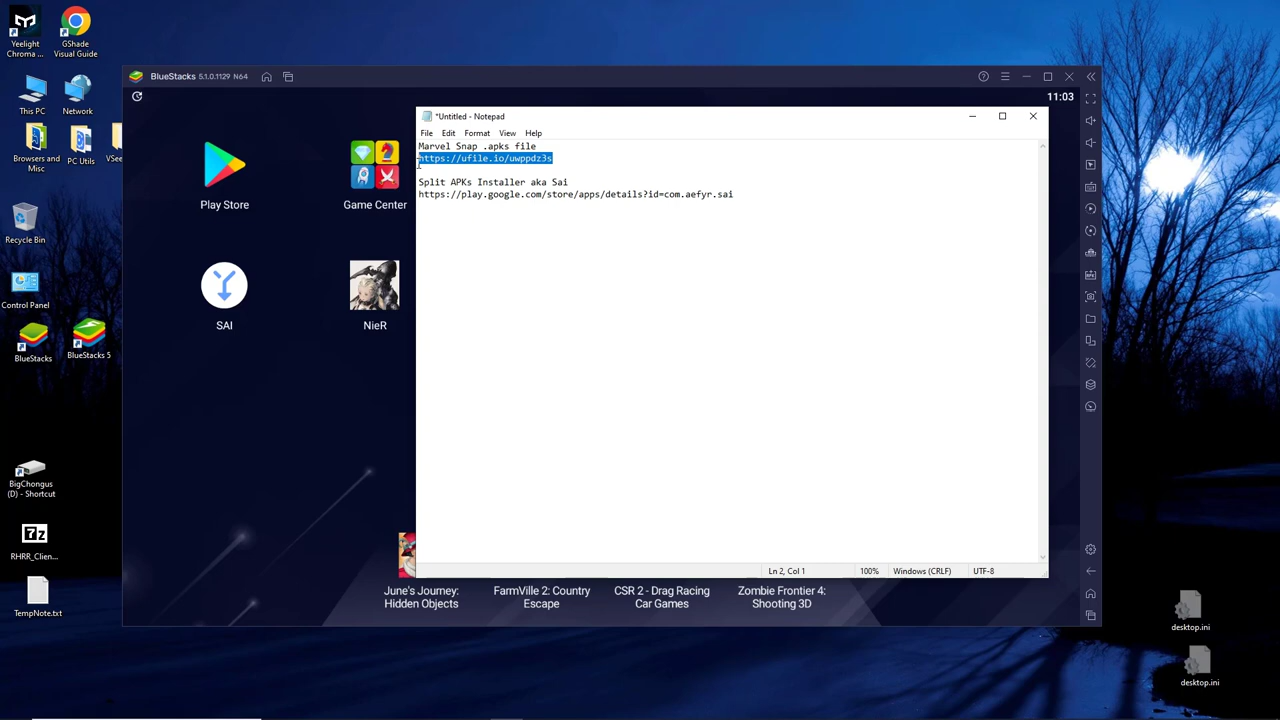 Yeelight
Chroma ...
GShade
Visual Guide
This PC
Network
Browsers and
Misc
PC Utils
VSee
Recycle Bin
Control Panel
BlueStacks
BlueStacks 5
BigChongus
(D) - Shortcut
7z
RHRR_Clien...
TempNote.txt
BlueStacks 5.1.0.1129 N64
11:03
Play Store
Game Center
SAI
NieR
*Untitled - Notepad
File Edit Format View Help
Marvel Snap .apks file
https://ufile.io/uwppdz3s
Split APKs Installer aka Sai
https://play.google.com/store/apps/details?id=com.aefyr.sai
Ln 2, Col 1 100% Windows (CRLF) UTF-8
June's Journey:
Hidden Objects
FarmVille 2: Country
Escape
CSR 2 - Drag Racing
Car Games
Zombie Frontier 4:
Shooting 3D
desktop.ini
desktop.ini